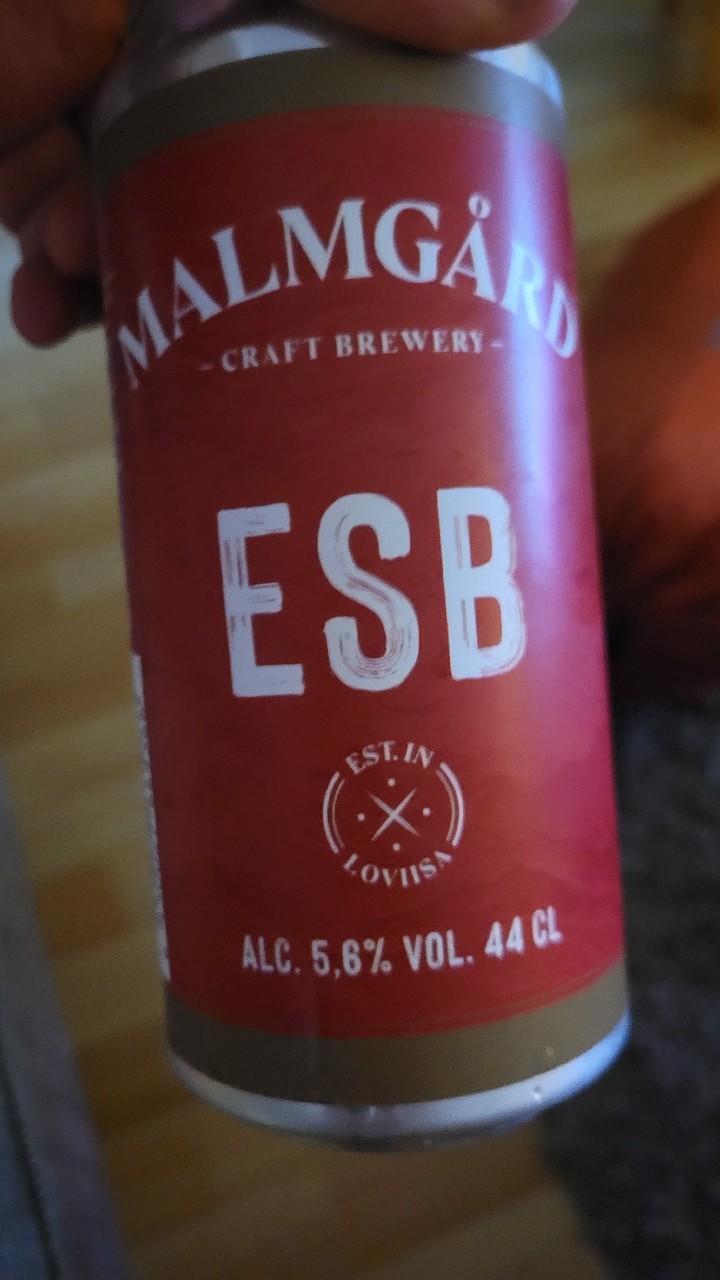 MALMGÅRD
- CRAFT BREWERY -
ESB
EST. IN
LOVIISA
ALC. 5,6% VOL. 44 CL